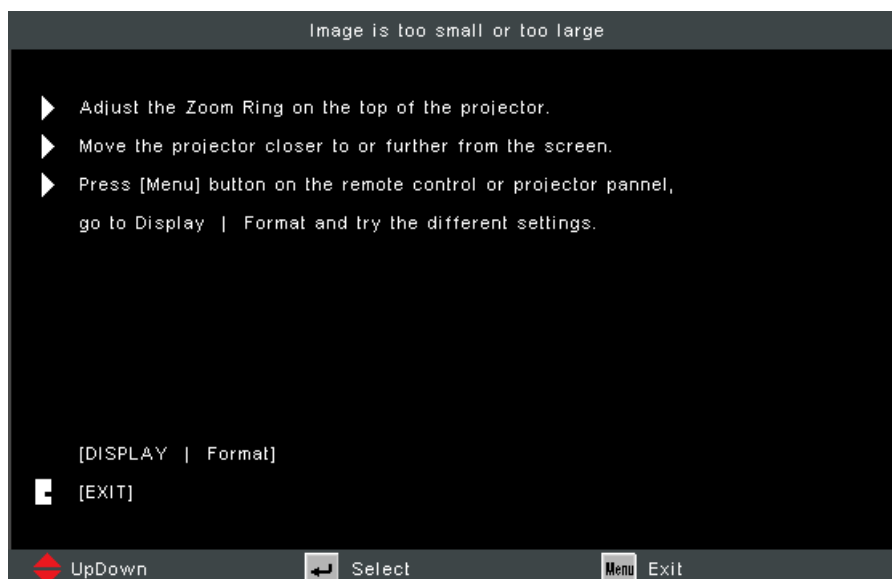 Image is too small or too large
Adjust the Zoom Ring on the top of the projector.
Move the projector closer to or further from the screen.
Press [Menu] button on the remote control or projector pannel,
go to Display | Format and try the different settings.
[DISPLAY | Format]
[EXIT]
UpDown Select Menu Exit